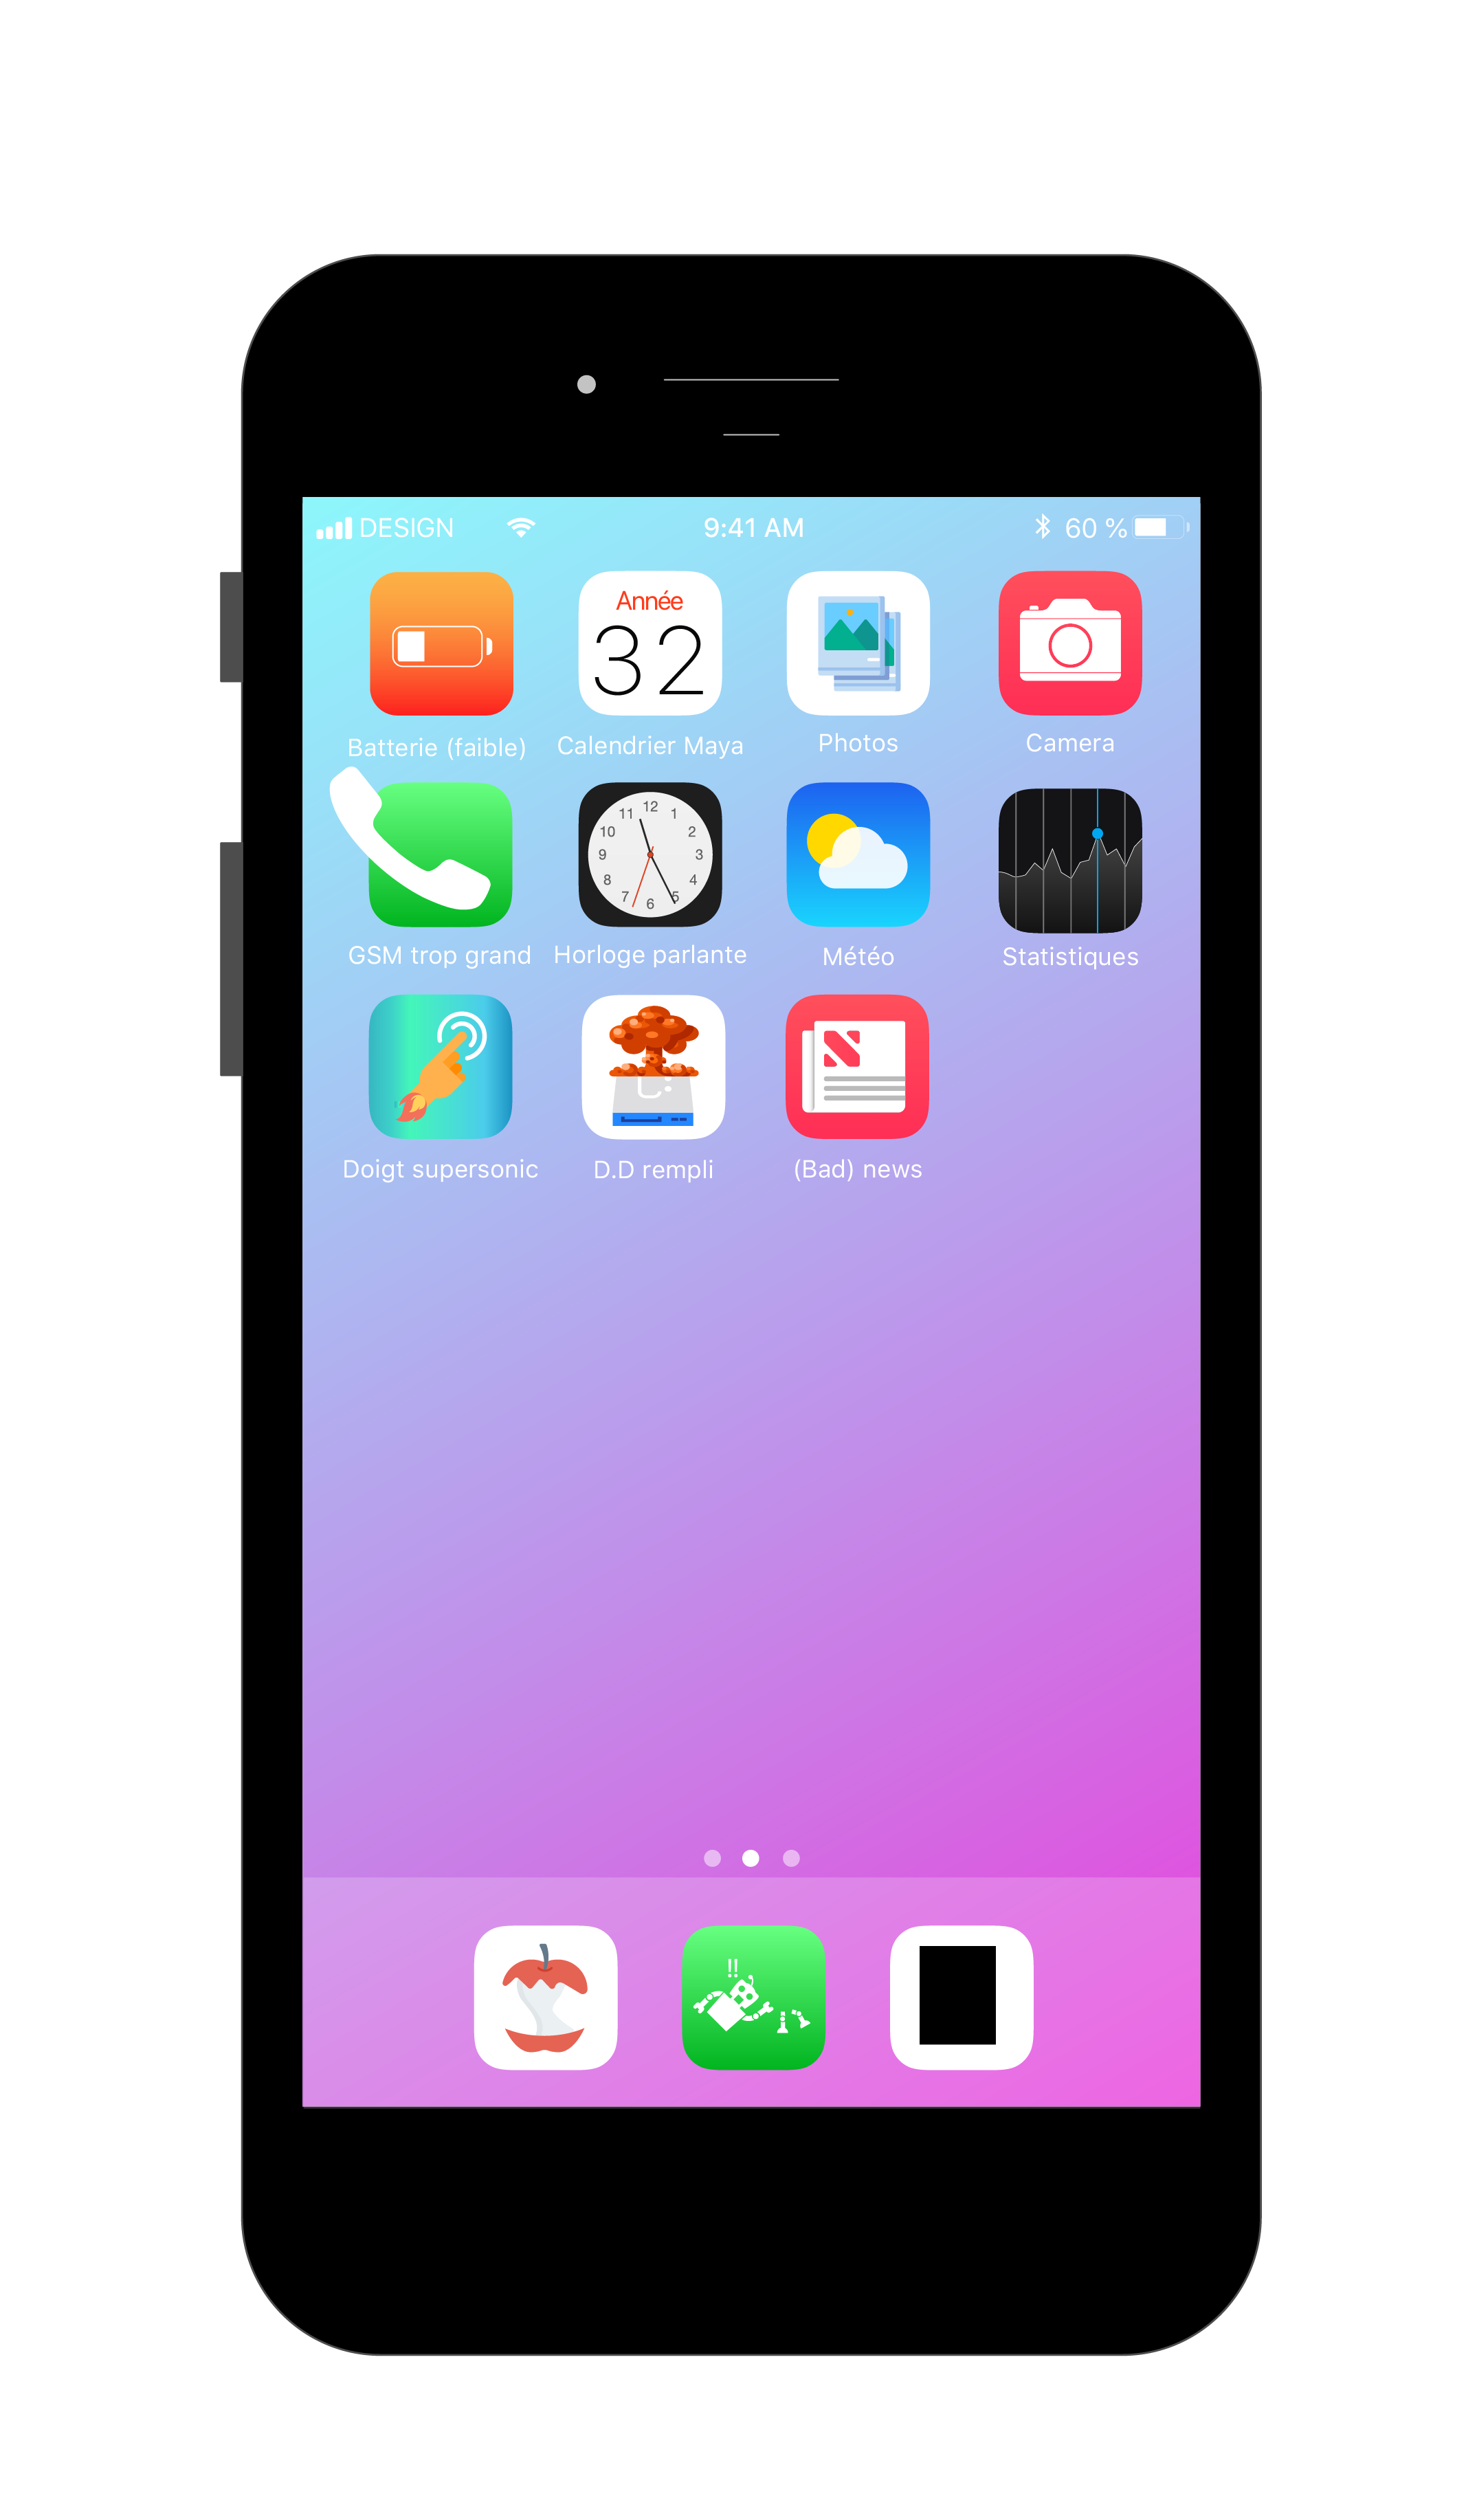 DESIGN 9:41 AM 60 %
Année
32
Batterie (faible) Calendrier Maya Photos Camera
12
11 1
10 2
9 3
8 4
7 5
6
GSM trop grand Horloge parlante Météo Statistiques
Doigt supersonic D.D rempli (Bad) news
!!